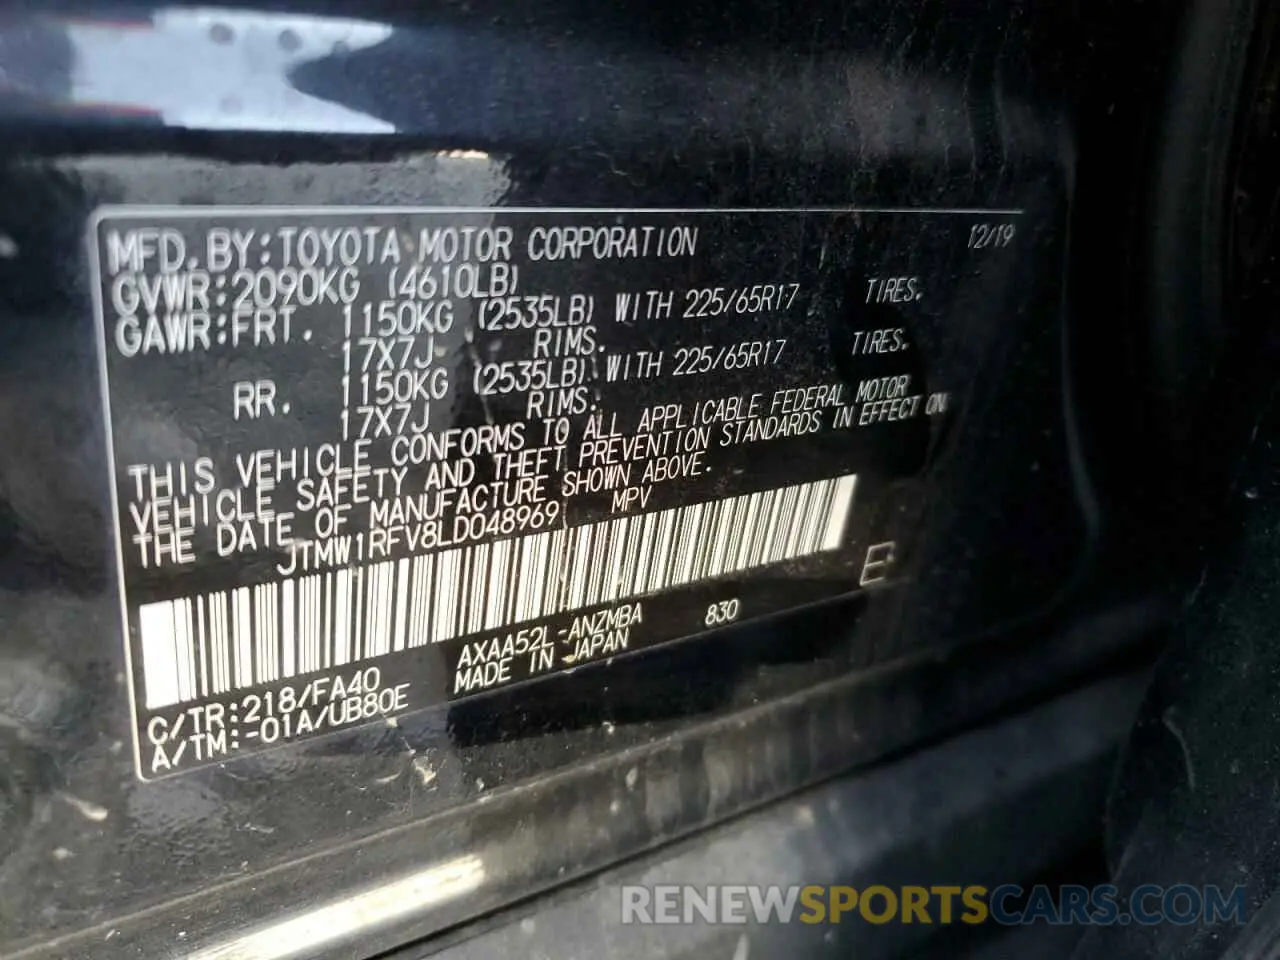 MFD. BY: TOYOTA MOTOR CORPORATION 12/19
GVWR: 2090KG (4610LB)
GAWR: FRT. 1150KG (2535LB) WITH 225/65R17 TIRES.
17X7J RIMS.
RR. 1150KG (2535LB) WITH 225/65R17 TIRES.
17X7J RIMS.
THIS VEHICLE CONFORMS TO ALL APPLICABLE FEDERAL MOTOR
VEHICLE SAFETY AND THEFT PREVENTION STANDARDS IN EFFECT ON
THE DATE OF MANUFACTURE SHOWN ABOVE.
JTMW1RFV8LD048969 MPV
E
AXAA52L-ANZMBA 830
C/TR:218/FA40 MADE IN JAPAN
A/TM:-01A/UB80E
RENEWSPORTSCARS.COM